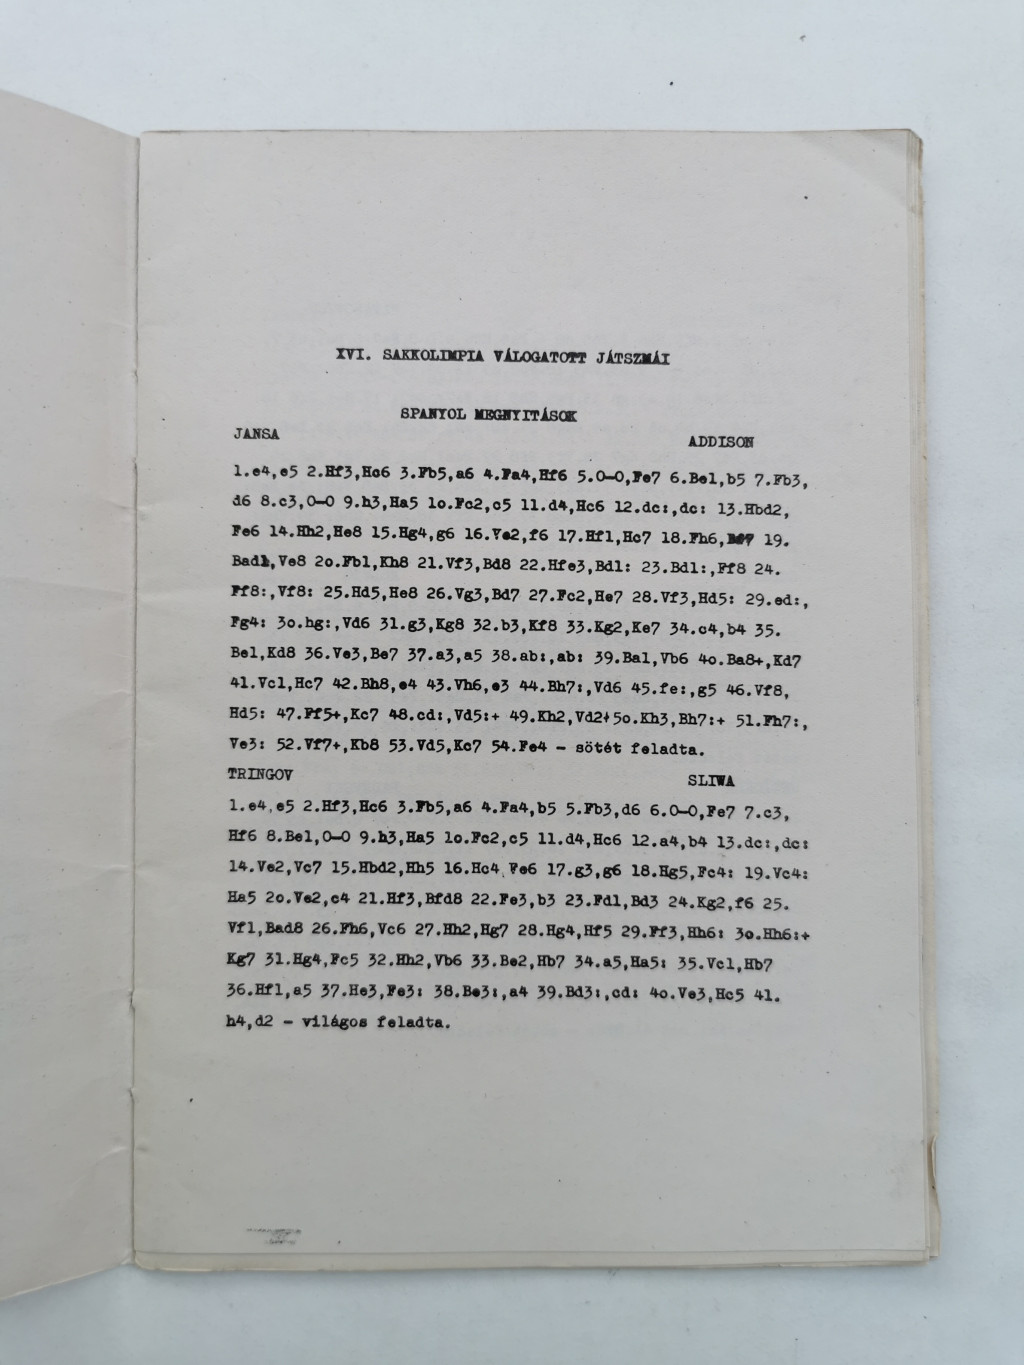 XVI. SAKKOLIMPIA VÁLOGATOTT JÁTSZMÁI
SPANYOL MEGNYITÁSOK
JANSA
ADDISON
1.e4,e5 2.Hf3,Hc6 3.Fb5,a6 4.Fa4,Hf6 5.0-0,Fe7 6.Be1,b5 7.Fb3,
d6 8.c3,0-0 9.h3,Ha5 1o.Fc2,c5 11.d4,Hc6 12.dc:,dc: 13.Hbd2,
Fe6 14.Hh2,He8 15.Hg4,g6 16.Ve2,f6 17.Hf1,Hc7 18.Fh6, 19.
Bad1,Ve8 2o.Fb1,Kh8 21.Vf3,Bd8 22.Hfe3,Bd1: 23.Bd1:,Ff8 24.
Ff8:,Vf8: 25.Hd5,He8 26.Vg3,Bd7 27.Fc2,He7 28.Vf3,Hd5: 29.ed:,
Fg4: 3o.hg:,Vd6 31.g3,Kg8 32.b3,Kf8 33.Kg2,Ke7 34.c4,b4 35.
Be1,Kd8 36.Ve3,Be7 37.a3,a5 38.ab:,ab: 39.Ba1,Vb6 4o.Ba8+,Kd7
41.Vc1,Hc7 42.Bh8,e4 43.Vh6,e3 44.Bh7:,Vd6 45.fe:,g5 46.Vf8,
Hd5: 47.Ff5+,Kc7 48.cd:,Vd5:+ 49.Kh2,Vd2+5o.Kh3,Bh7:+ 51.Fh7:,
Ve3: 52.Vf7+,Kb8 53.Vd5,Kc7 54.Fe4 - sötét feladta.
TRINGOV
SLIWA
1.e4,e5 2.Hf3,Hc6 3.Fb5,a6 4.Fa4,b5 5.Fb3,d6 6.0-0,Fe7 7.c3,
Hf6 8.Be1,0-0 9.h3,Ha5 1o.Fc2,c5 11.d4,Hc6 12.a4,b4 13.dc:,dc:
14.Ve2,Vc7 15.Hbd2,Hh5 16.Hc4,Fe6 17.g3,g6 18.Hg5,Fc4: 19.Vc4:
Ha5 2o.Ve2,c4 21.Hf3,Bfd8 22.Fe3,b3 23.Fd1,Bd3 24.Kg2,f6 25.
Vf1,Bad8 26.Fh6,Vc6 27.Hh2,Hg7 28.Hg4,Hf5 29.Ff3,Hh6: 3o.Hh6:+
Kg7 31.Hg4,Fc5 32.Hh2,Vb6 33.Be2,Hb7 34.a5,Ha5: 35.Vc1,Hb7
36.Hf1,a5 37.He3,Fe3: 38.Be3:,a4 39.Bd3:,cd: 4o.Ve3,Hc5 41.
h4,d2 - világos feladta.